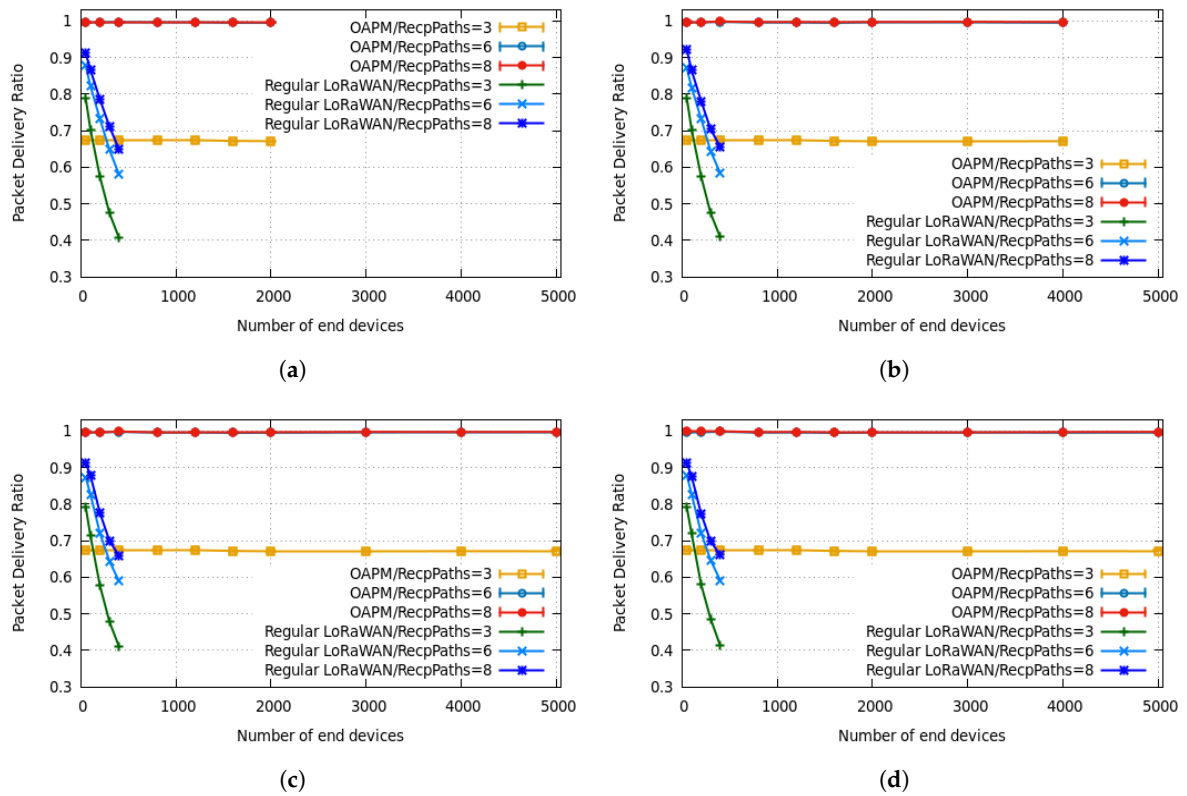 1
0.9
0.8
0.7
0.6
0.5
0.4
0.3
Packet Delivery Ratio
OAPM/RecpPaths=3
OAPM/RecpPaths=6
OAPM/RecpPaths=8
Regular LoRaWAN/RecpPaths=3
Regular LoRaWAN/RecpPaths=6
Regular LoRaWAN/RecpPaths=8
0 1000 2000 3000 4000 5000
Number of end devices
(a)
1
0.9
0.8
0.7
0.6
0.5
0.4
0.3
Packet Delivery Ratio
OAPM/RecpPaths=3
OAPM/RecpPaths=6
OAPM/RecpPaths=8
Regular LoRaWAN/RecpPaths=3
Regular LoRaWAN/RecpPaths=6
Regular LoRaWAN/RecpPaths=8
0 1000 2000 3000 4000 5000
Number of end devices
(b)
1
0.9
0.8
0.7
0.6
0.5
0.4
0.3
Packet Delivery Ratio
OAPM/RecpPaths=3
OAPM/RecpPaths=6
OAPM/RecpPaths=8
Regular LoRaWAN/RecpPaths=3
Regular LoRaWAN/RecpPaths=6
Regular LoRaWAN/RecpPaths=8
0 1000 2000 3000 4000 5000
Number of end devices
(c)
1
0.9
0.8
0.7
0.6
0.5
0.4
0.3
Packet Delivery Ratio
OAPM/RecpPaths=3
OAPM/RecpPaths=6
OAPM/RecpPaths=8
Regular LoRaWAN/RecpPaths=3
Regular LoRaWAN/RecpPaths=6
Regular LoRaWAN/RecpPaths=8
0 1000 2000 3000 4000 5000
Number of end devices
(d)